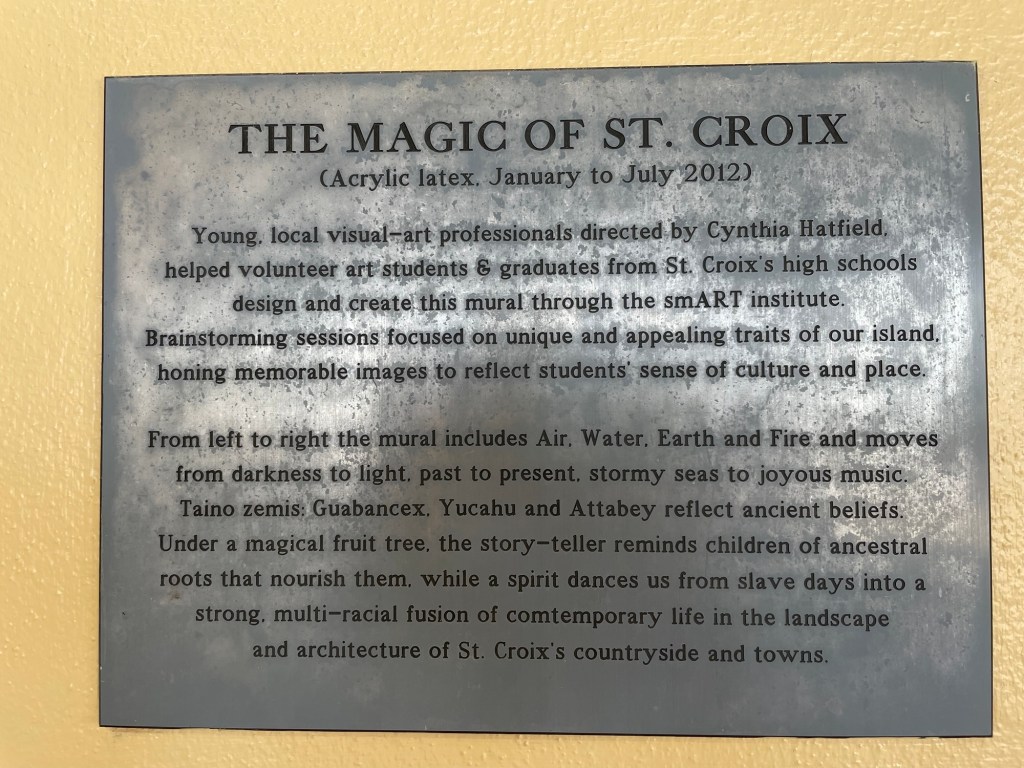 THE MAGIC OF ST. CROIX
(Acrylic latex, January to July 2012)
Young, local visual-art professionals directed by Cynthia Hatfield,
helped volunteer art students & graduates from St. Croix's high schools
design and create this mural through the smART institute.
Brainstorming sessions focused on unique and appealing traits of our island,
honing memorable images to reflect students' sense of culture and place.
From left to right the mural includes Air, Water, Earth and Fire and moves
from darkness to light, past to present, stormy seas to joyous music.
Taino zemis: Guabancex, Yucahu and Attabey reflect ancient beliefs.
Under a magical fruit tree, the story-teller reminds children of ancestral
roots that nourish them, while a spirit dances us from slave days into a
strong, multi-racial fusion of comtemporary life in the landscape
and architecture of St. Croix's countryside and towns.